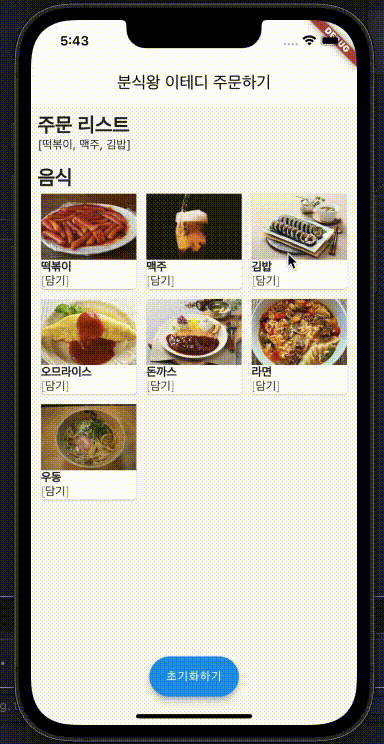 5:43
DEBUG
분식왕 이테디 주문하기
주문 리스트
[떡볶이, 맥주, 김밥]
음식
떡볶이
[담기]
맥주
[담기]
김밥
[담기]
오므라이스
[담기]
돈까스
[담기]
라면
[담기]
우동
[담기]
초기화하기